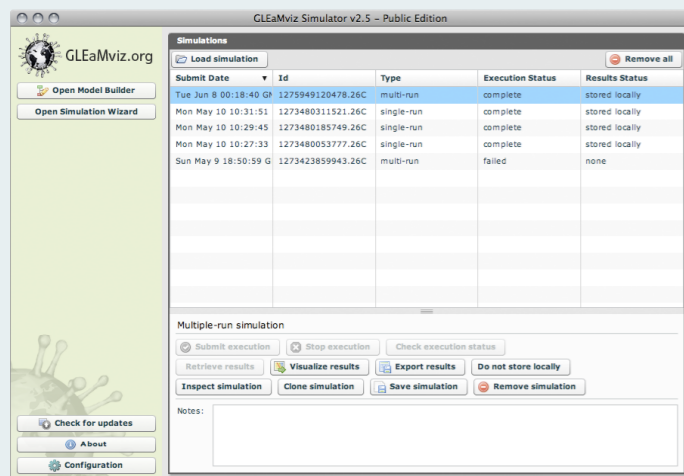 GLEaMviz Simulator v2.5 – Public Edition
GLEaMviz.org
Open Model Builder
Open Simulation Wizard
Simulations
Load simulation
Remove all
Submit Date ▼ Id Type Execution Status Results Status
Tue Jun 8 00:18:40 GM 1275949120478.26C multi-run complete stored locally
Mon May 10 10:31:51 1273480311521.26C single-run complete stored locally
Mon May 10 10:29:45 1273480185749.26C single-run complete stored locally
Mon May 10 10:27:33 1273480053777.26C single-run complete stored locally
Sun May 9 18:50:59 G 1273423859943.26C multi-run failed none
Multiple-run simulation
Submit execution Stop execution Check execution status
Retrieve results Visualize results Export results Do not store locally
Inspect simulation Clone simulation Save simulation Remove simulation
Notes:
Check for updates
About
Configuration